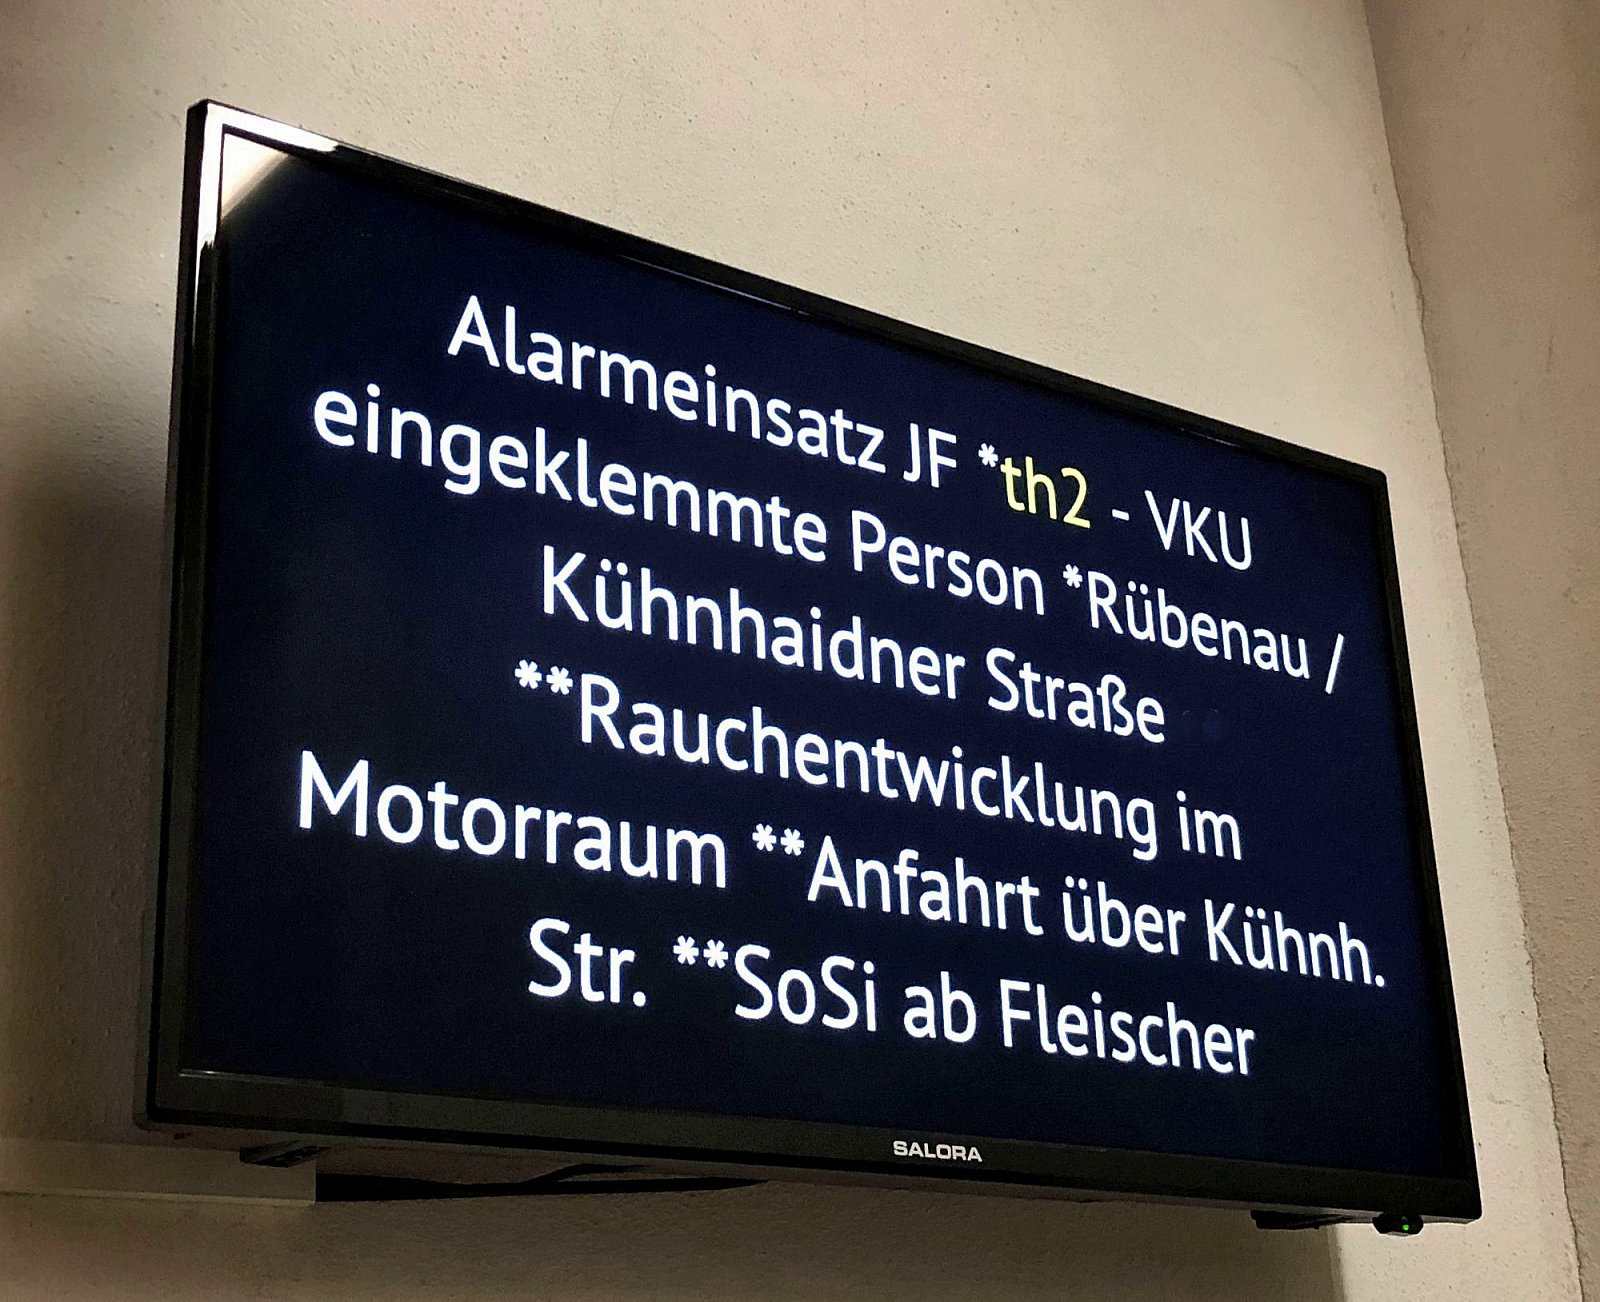 Alarmeinsatz JF *th2 - VKU
eingeklemmte Person *Rübenau /
Kühnhaidner Straße
**Rauchentwicklung im
Motorraum **Anfahrt über Kühnh.
Str. **SoSi ab Fleischer
SALORA